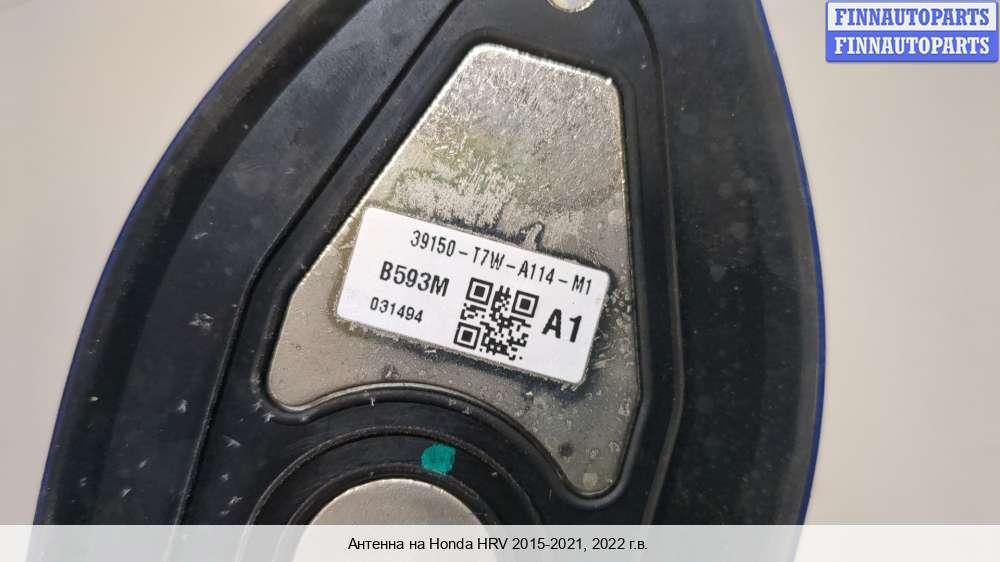 FINNAUTOPARTS
FINNAUTOPARTS
39150-T7W-A114-M1
B593M
031494
A1
Антенна на Honda HRV 2015-2021, 2022 г.в.